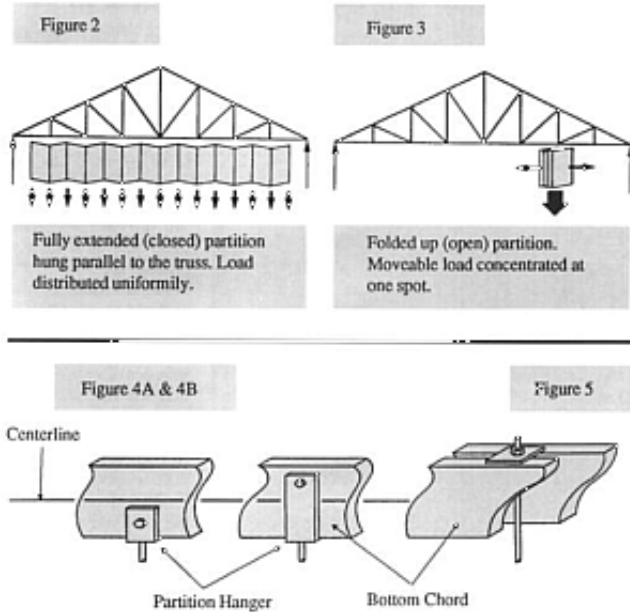 Figure 2
Figure 3
Fully extended (closed) partition
hung parallel to the truss. Load
distributed uniformily.
Folded up (open) partition.
Moveable load concentrated at
one spot.
Figure 4A & 4B
Figure 5
Centerline
Partition Hanger
Bottom Chord